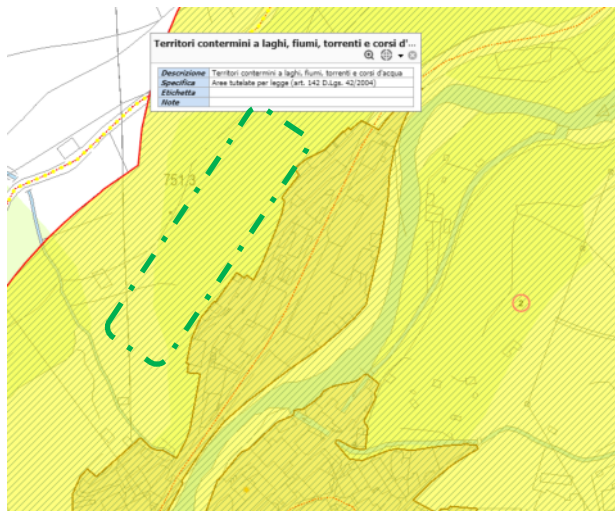 Territori contermini a laghi, fiumi, torrenti e corsi d'...
Descrizione Territori contermini a laghi, fiumi, torrenti e corsi d'acqua
Specifica Aree tutelate per legge (art. 142 D.Lgs. 42/2004)
Etichetta
Note
751/3
2